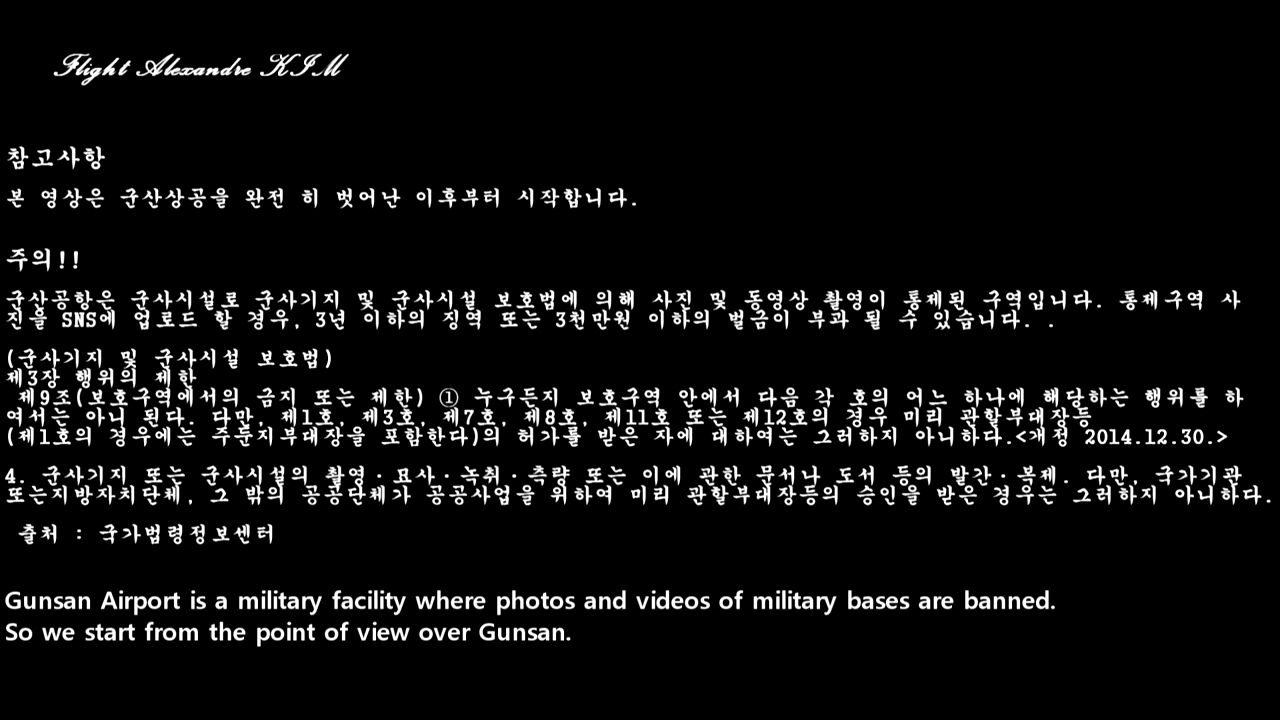 Flight Alexandre KIM
참고사항
본 영상은 군산상공을 완전 히 벗어난 이후부터 시작합니다.
주의!!
군산공항은 군사시설로 군사기지 및 군사시설 보호법에 의해 사진 및 동영상 촬영이 통제된 구역입니다. 통제구역 사
진을 SNS에 업로드 할 경우, 3년 이하의 징역 또는 3천만원 이하의 벌금이 부과 될 수 있습니다. .
(군사기지 및 군사시설 보호법)
제3장 행위의 제한
제9조(보호구역에서의 금지 또는 제한) ① 누구든지 보호구역 안에서 다음 각 호의 어느 하나에 해당하는 행위를 하
여서는 아니 된다. 다만, 제1호, 제3호, 제7호, 제8호, 제11호 또는 제12호의 경우 미리 관할부대장등
(제1호의 경우에는 주둔지부대장을 포함한다)의 허가를 받은 자에 대하여는 그러하지 아니하다.<개정 2014.12.30.>
4. 군사기지 또는 군사시설의 촬영·묘사·녹취·측량 또는 이에 관한 문서나 도서 등의 발간·복제. 다만, 국가기관
또는지방자치단체, 그 밖의 공공단체가 공공사업을 위하여 미리 관할부대장등의 승인을 받은 경우는 그러하지 아니하다.
출처 : 국가법령정보센터
Gunsan Airport is a military facility where photos and videos of military bases are banned.
So we start from the point of view over Gunsan.